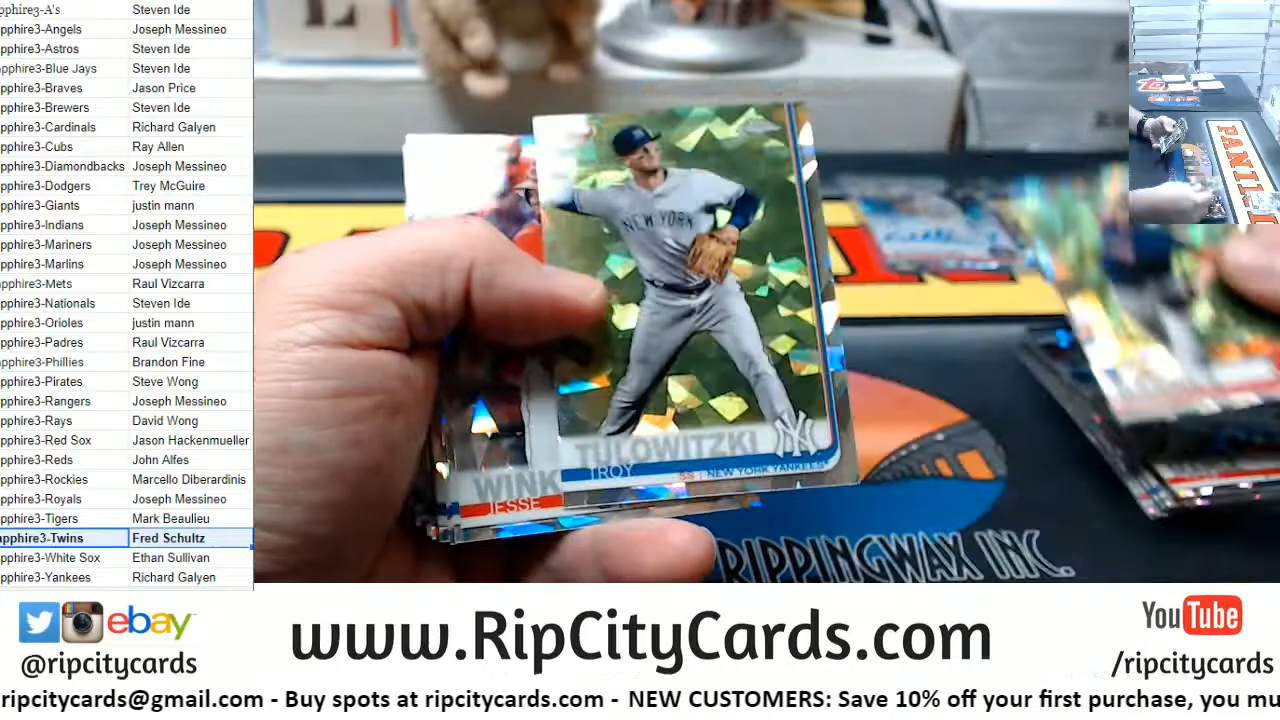 pphire3-A's Steven Ide
pphire3-Angels Joseph Messineo
pphire3-Astros Steven Ide
pphire3-Blue Jays Steven Ide
pphire3-Braves Jason Price
pphire3-Brewers Steven Ide
pphire3-Cardinals Richard Galyen
pphire3-Cubs Ray Allen
pphire3-Diamondbacks Joseph Messineo
pphire3-Dodgers Trey McGuire
pphire3-Giants justin mann
pphire3-Indians Joseph Messineo
pphire3-Mariners Joseph Messineo
pphire3-Marlins Joseph Messineo
pphire3-Mets Raul Vizcarra
pphire3-Nationals Steven Ide
pphire3-Orioles justin mann
pphire3-Padres Raul Vizcarra
pphire3-Phillies Brandon Fine
pphire3-Pirates Steve Wong
pphire3-Rangers Joseph Messineo
pphire3-Rays David Wong
pphire3-Red Sox Jason Hackenmueller
pphire3-Reds John Alfes
pphire3-Rockies Marcello Diberardinis
pphire3-Royals Joseph Messineo
pphire3-Tigers Mark Beaulieu
apphire3-Twins Fred Schultz
pphire3-White Sox Ethan Sullivan
pphire3-Yankees Richard Galyen
NEW YORK
TULOWITZKI
TROY SS | NEW YORK YANKEES
WINK
JESSE
RIPPINGWAX INC.
PANINI
ebay
@ripcitycards
www.RipCityCards.com
YouTube
/ripcitycards
ripcitycards@gmail.com - Buy spots at ripcitycards.com - NEW CUSTOMERS: Save 10% off your first purchase, you mu